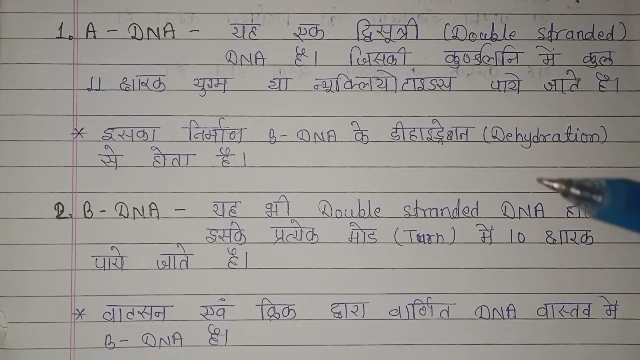 1. A - DNA - यह एक द्विसूत्री (Double stranded)
DNA है। जिसकी कुण्डलिनि में कुल
11 क्षारक युग्म या न्यूक्लियोटाइड्स पाये जाते है।
* इसका निर्माण B-DNA के डीहाइड्रेशन (Dehydration)
से होता है।
2. B - DNA - यह भी Double stranded DNA
इसके प्रत्येक मोड (Turn) में 10 क्षारक
पाये जाते है।
* वाटसन एवं क्रिक द्वारा वार्णित DNA वास्तव में
B-DNA है।